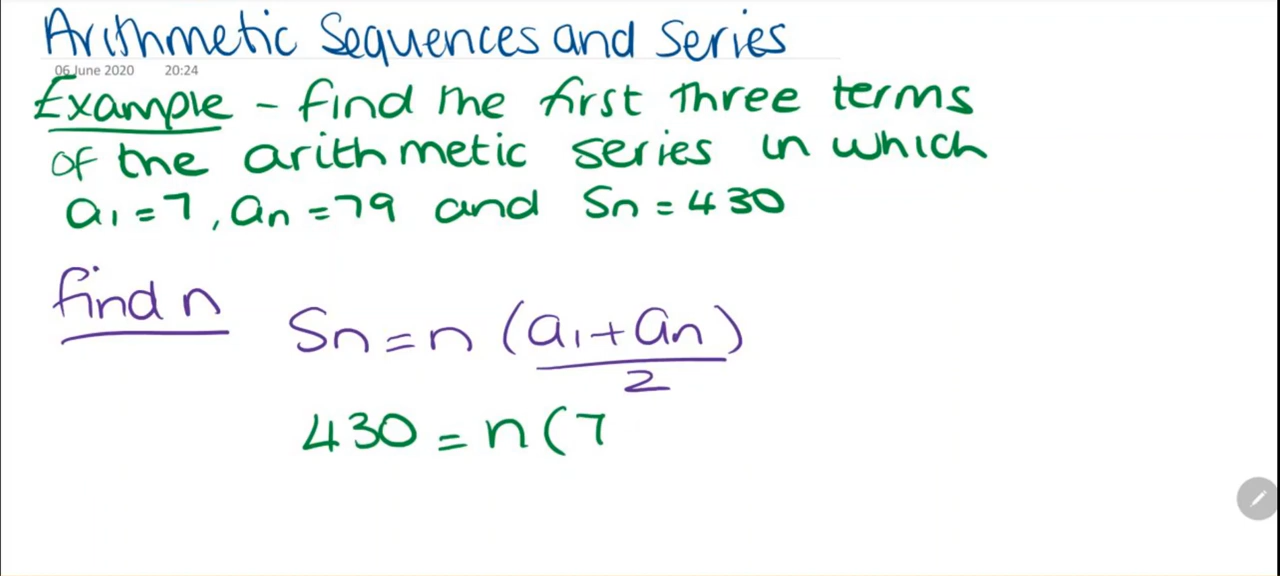 Arithmetic Sequences and Series
06 June 2020 20:24
Example - find the first three terms
of the arithmetic series in which
a₁ = 7, aₙ = 79 and Sₙ = 430
find n
Sₙ = n (a₁ + aₙ)
2
430 = n (7